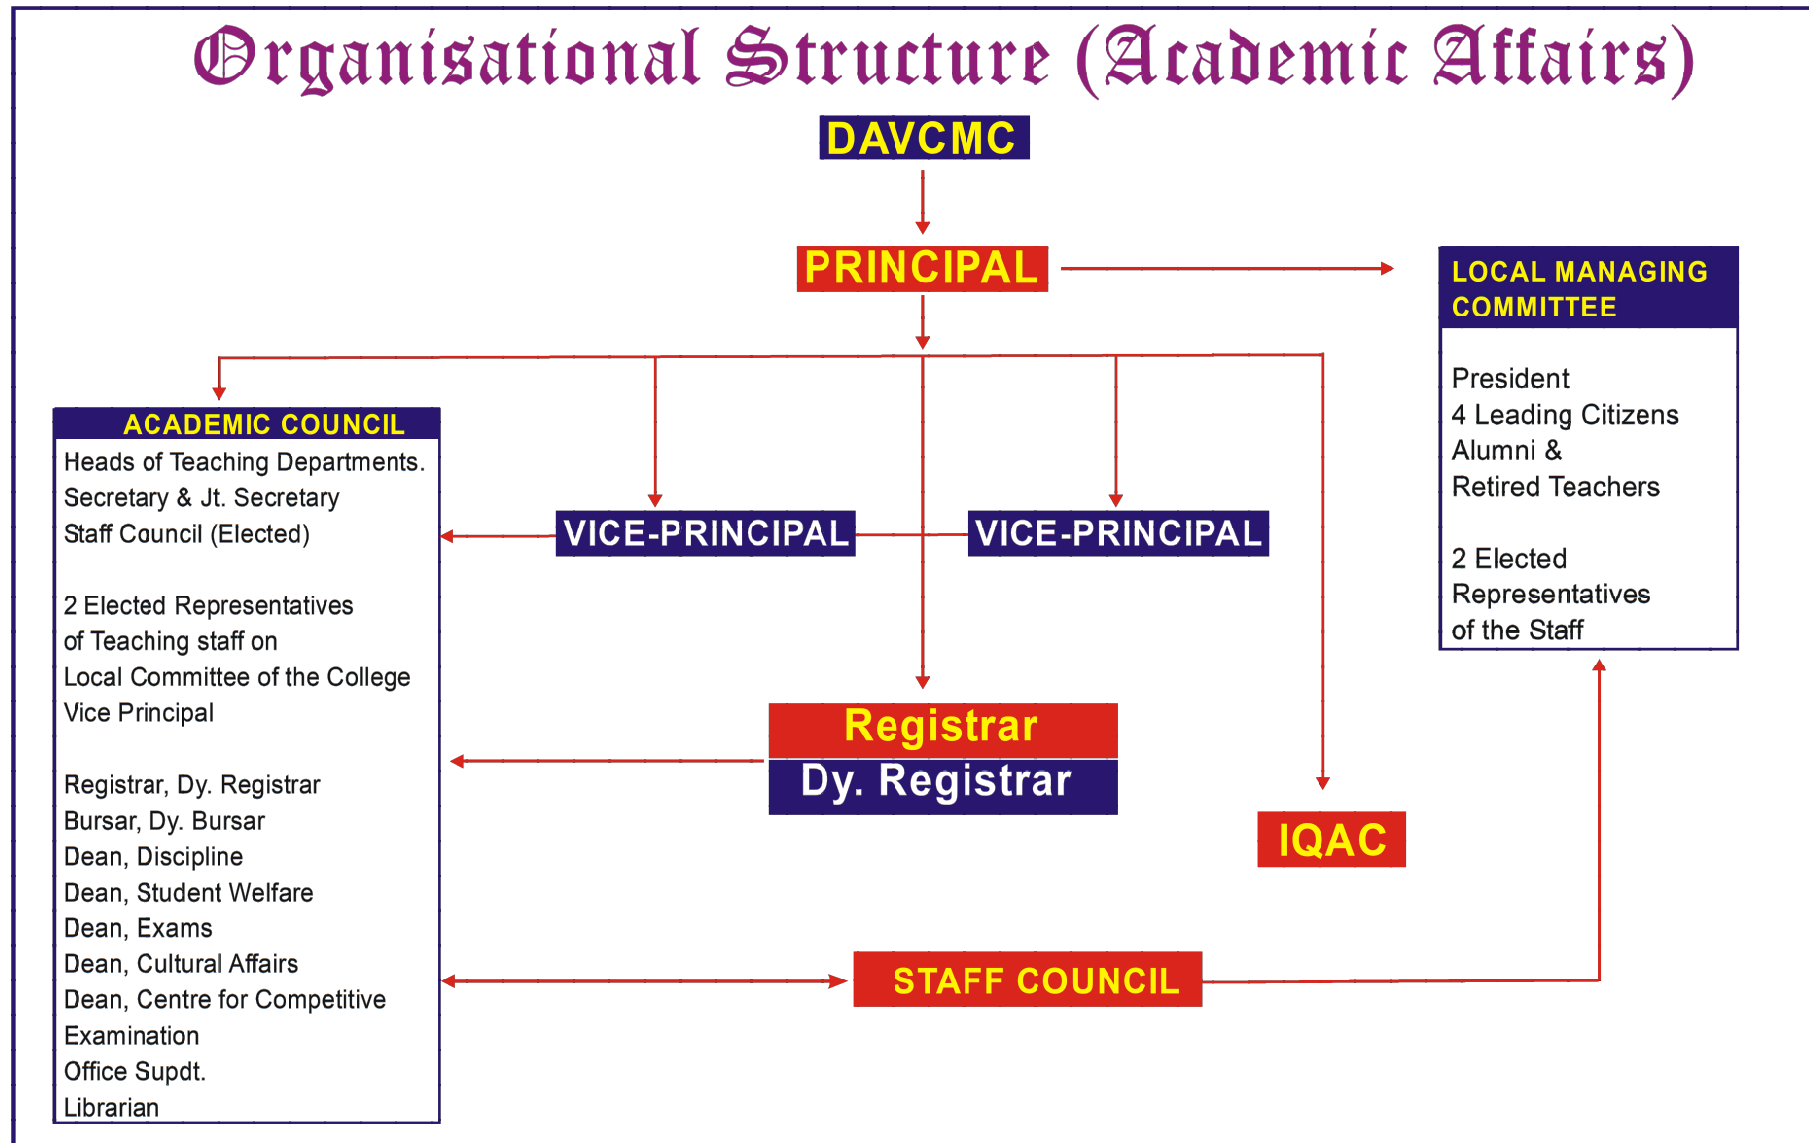 Organisational Structure (Academic Affairs)
DAVCMC
PRINCIPAL
LOCAL MANAGING
COMMITTEE
President
4 Leading Citizens
Alumni &
Retired Teachers
2 Elected
Representatives
of the Staff
ACADEMIC COUNCIL
Heads of Teaching Departments.
Secretary & Jt. Secretary
Staff Council (Elected)
2 Elected Representatives
of Teaching staff on
Local Committee of the College
Vice Principal
Registrar, Dy. Registrar
Bursar, Dy. Bursar
Dean, Discipline
Dean, Student Welfare
Dean, Exams
Dean, Cultural Affairs
Dean, Centre for Competitive
Examination
Office Supdt.
Librarian
VICE-PRINCIPAL
VICE-PRINCIPAL
Registrar
Dy. Registrar
IQAC
STAFF COUNCIL